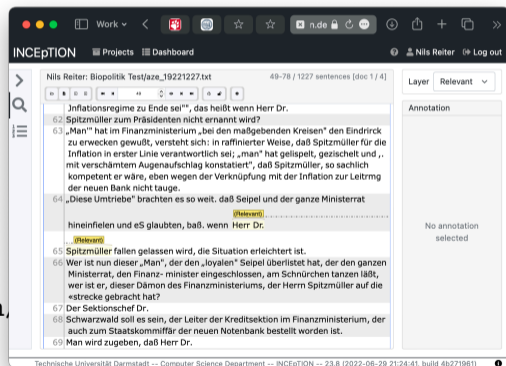 Work
n.de
INCEpTION Projects Dashboard Nils Reiter Log out
Nils Reiter: Biopolitik Test/aze_19221227.txt 49-78 / 1227 sentences [doc 1 / 4]
Layer Relevant
Annotation
No annotation
selected
Jnflationsregime zu Ende sei"", das heißt wenn Herr Dr.
62 Spitzmüller zum Präsidenten nicht ernannt wird?
63 „Man'" hat im Finanzministerium „bei den maßgebenden Kreisen" den Eindrirck
zu erwecken gewußt, versteht sich: in raffinierter Weise, daß Spitzmüller für die
Inflation in erster Linie verantwortlich sei; „man" hat gelispelt, gezischelt und ,.
mit verschämtem Augenaufschlag konstatiert", daß Spitzmüller, so sachlich
kompetent er wäre, eben wegen der Verknüpfung mit der Inflation zur Leitrmg
der neuen Bank nicht tauge.
64 „Diese Umtriebe" brachten es so weit. daß Seipel und der ganze Ministerrat
(Relevant)
hineinfielen und eS glaubten, baß. wenn Herr Dr.
(Relevant)
65 Spitzmüller fallen gelassen wird, die Situation erleichtert ist.
66 Wer ist nun dieser „Man", der den „loyalen" Seipel überlistet hat, der den ganzen
Ministerrat, den Finanz- minister eingeschlossen, am Schnürchen tanzen läßt,
wer ist er, dieser Dämon des Finanzministeriums, der Herrn Spitzmüller auf die
«strecke gebracht hat?
67 Der Sektionschef Dr.
68 Schwarzwald soll es sein, der Leiter der Kreditsektion im Finanzministerium, der
auch zum Staatskommiffär der neuen Notenbank bestellt worden ist.
69 Man wird zugeben, daß Herr Dr.
Technische Universität Darmstadt -- Computer Science Department -- INCEpTION -- 23.8 (2022-06-29 21:24:41, build 4b271961)